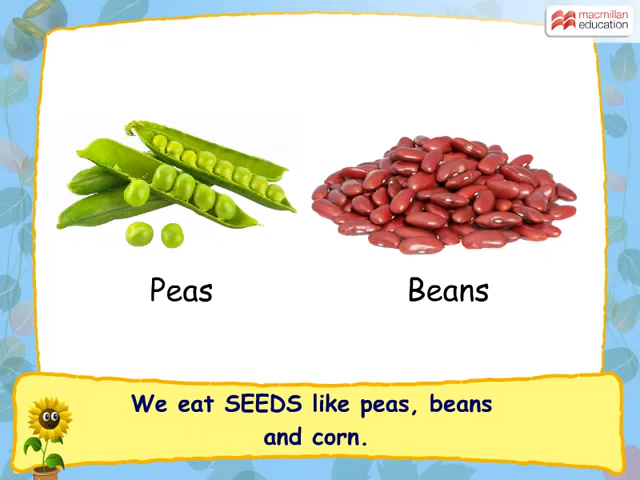 macmillan
education
Peas
Beans
We eat SEEDS like peas, beans
and corn.